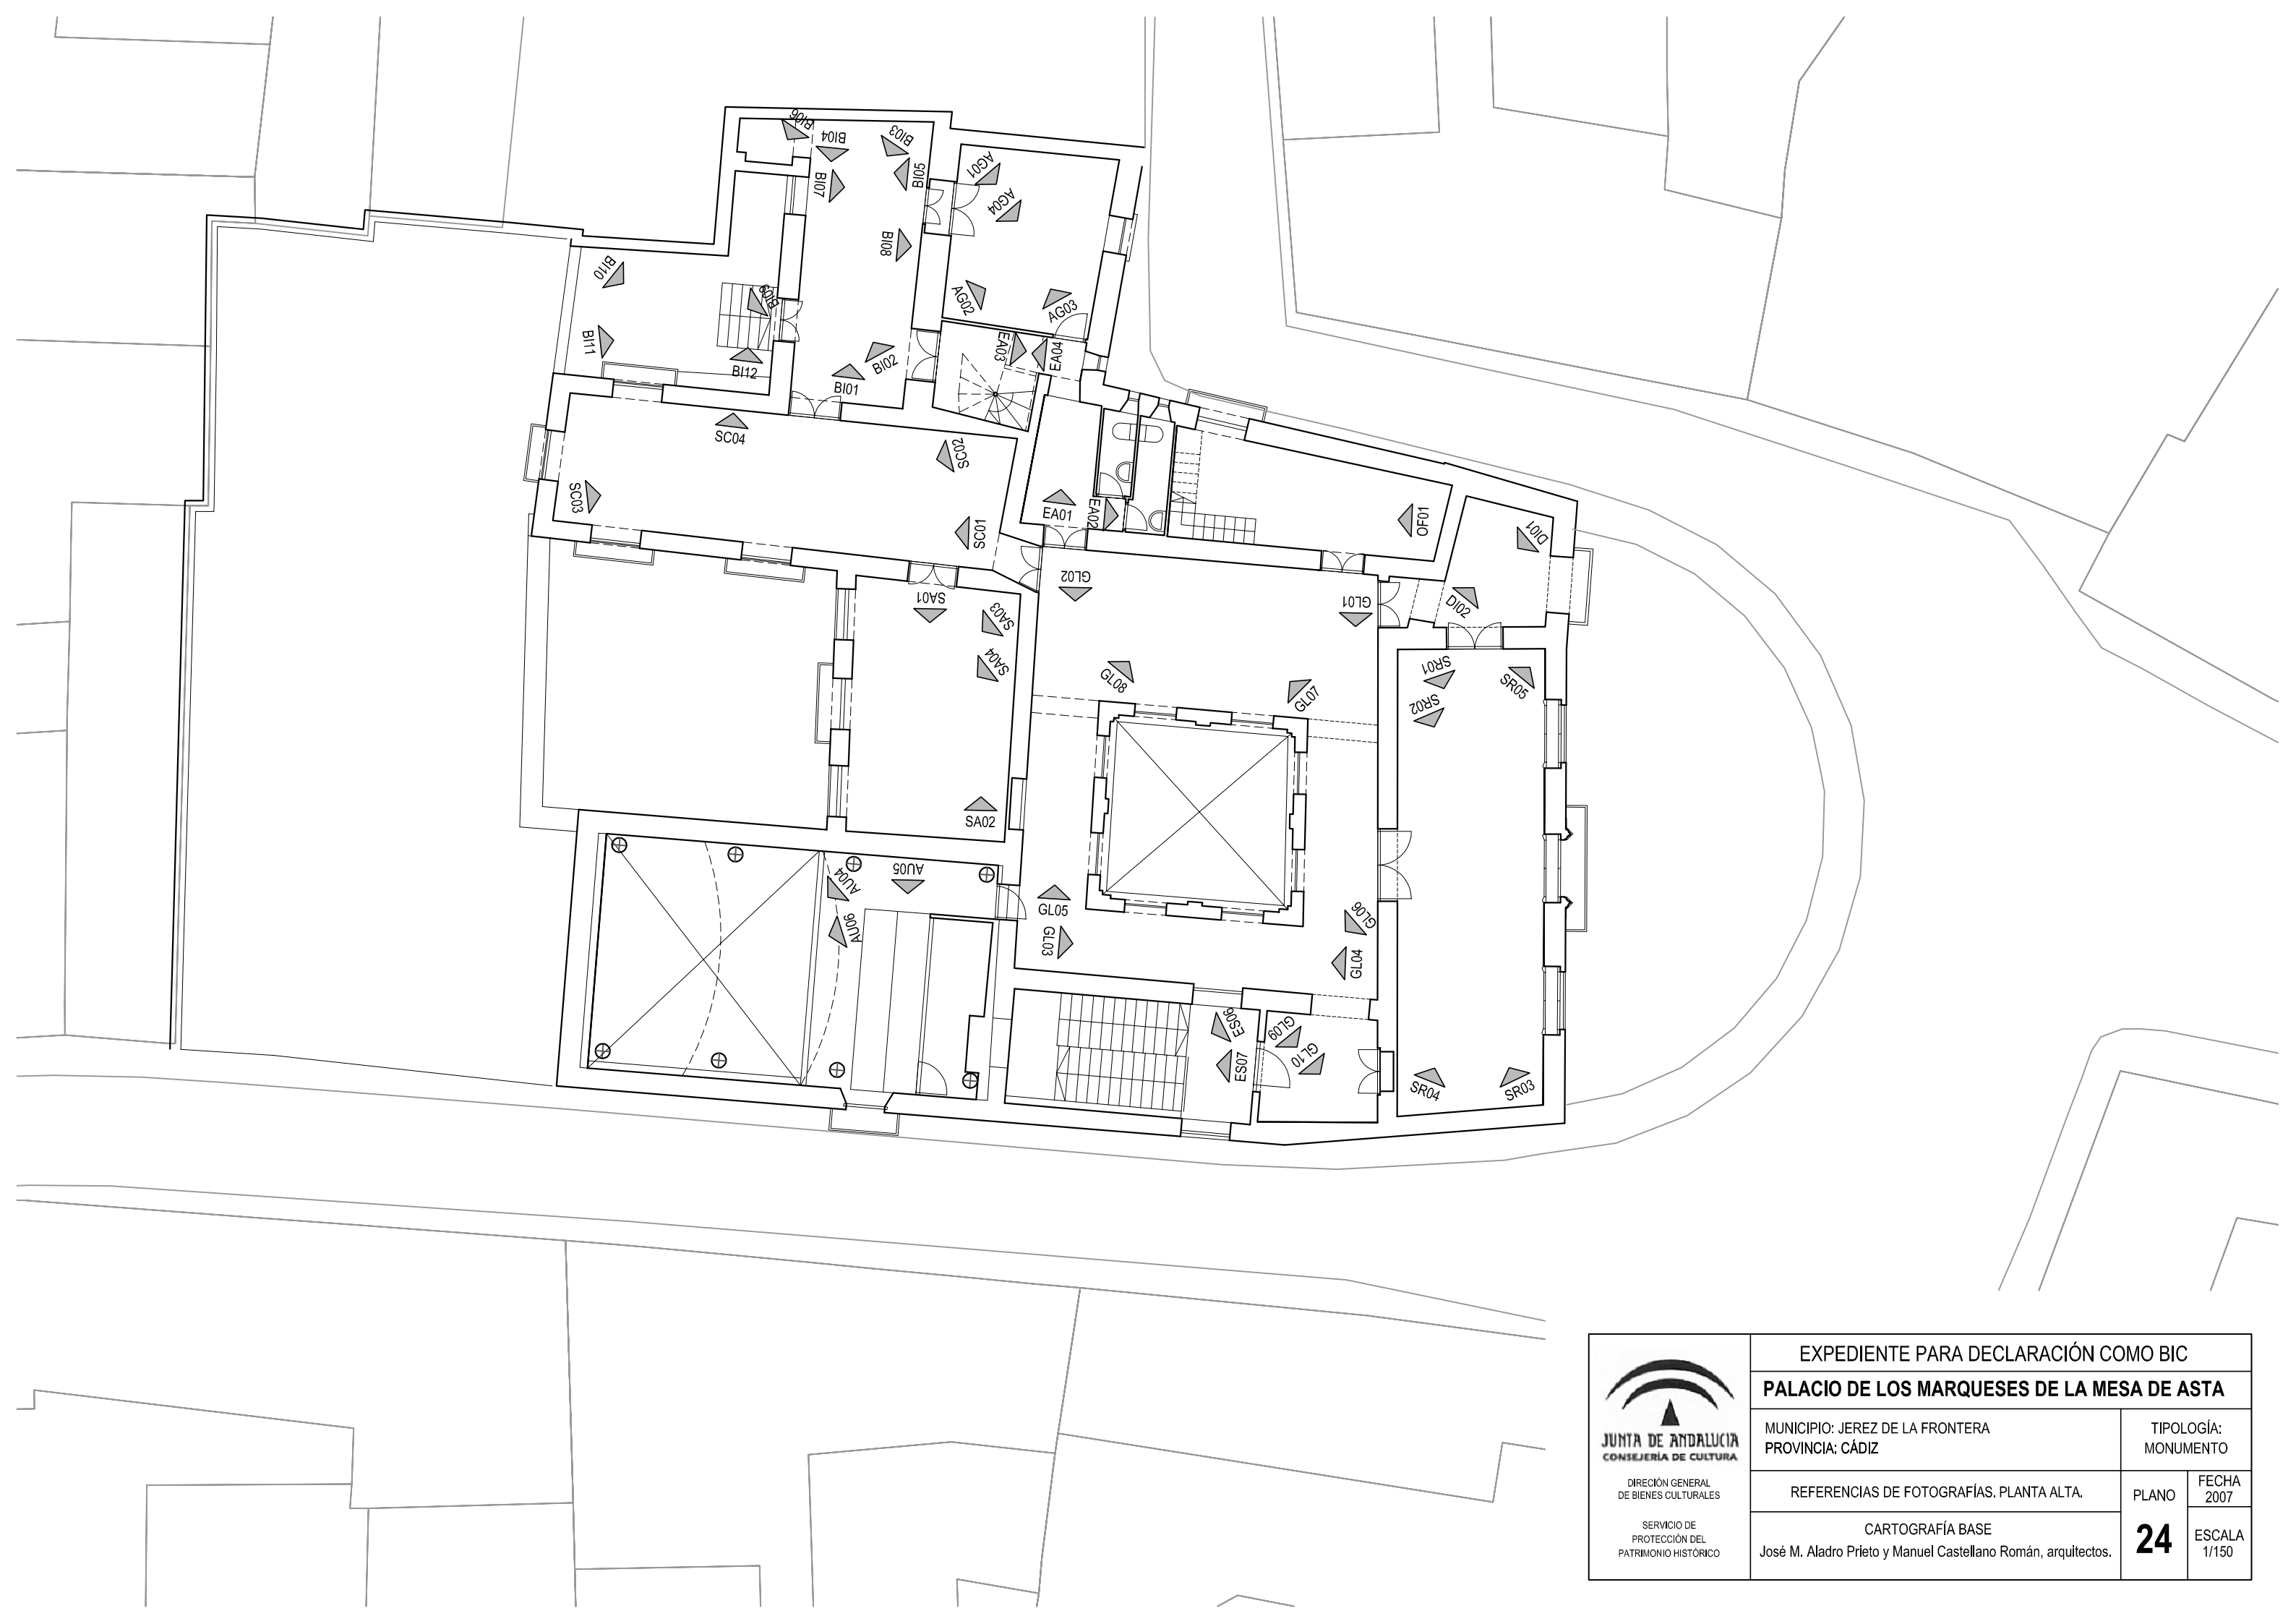 BI06
BI04
BI03
BI05
BI07
AG01
AG04
BI08
BI10
BI09
AG02
AG03
BI11
BI12
BI02
BI01
EA03
EA04
SC04
SC02
SC03
SC01
EA01
EA02
OF01
DI01
GL02
GL01
DI02
SA01
SA03
SA04
GL08
GL07
SR01
SR02
SR05
SA02
AU05
AU04
AU06
GL05
GL03
GL06
GL04
ES06
ES07
GL09
GL10
SR04
SR03
EXPEDIENTE PARA DECLARACIÓN COMO BIC
PALACIO DE LOS MARQUESES DE LA MESA DE ASTA
MUNICIPIO: JEREZ DE LA FRONTERA
PROVINCIA: CÁDIZ
TIPOLOGÍA:
MONUMENTO
JUNTA DE ANDALUCIA
CONSEJERÍA DE CULTURA
DIRECIÓN GENERAL
DE BIENES CULTURALES
SERVICIO DE
PROTECCIÓN DEL
PATRIMONIO HISTÓRICO
REFERENCIAS DE FOTOGRAFÍAS. PLANTA ALTA.
PLANO
24
FECHA
2007
CARTOGRAFÍA BASE
José M. Aladro Prieto y Manuel Castellano Román, arquitectos.
ESCALA
1/150